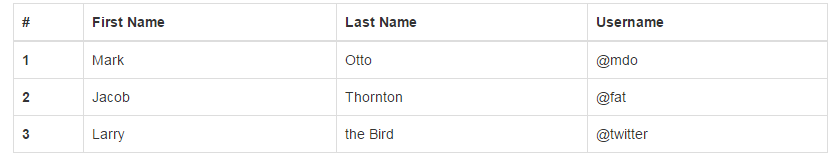 # First Name Last Name Username
1 Mark Otto @mdo
2 Jacob Thornton @fat
3 Larry the Bird @twitter